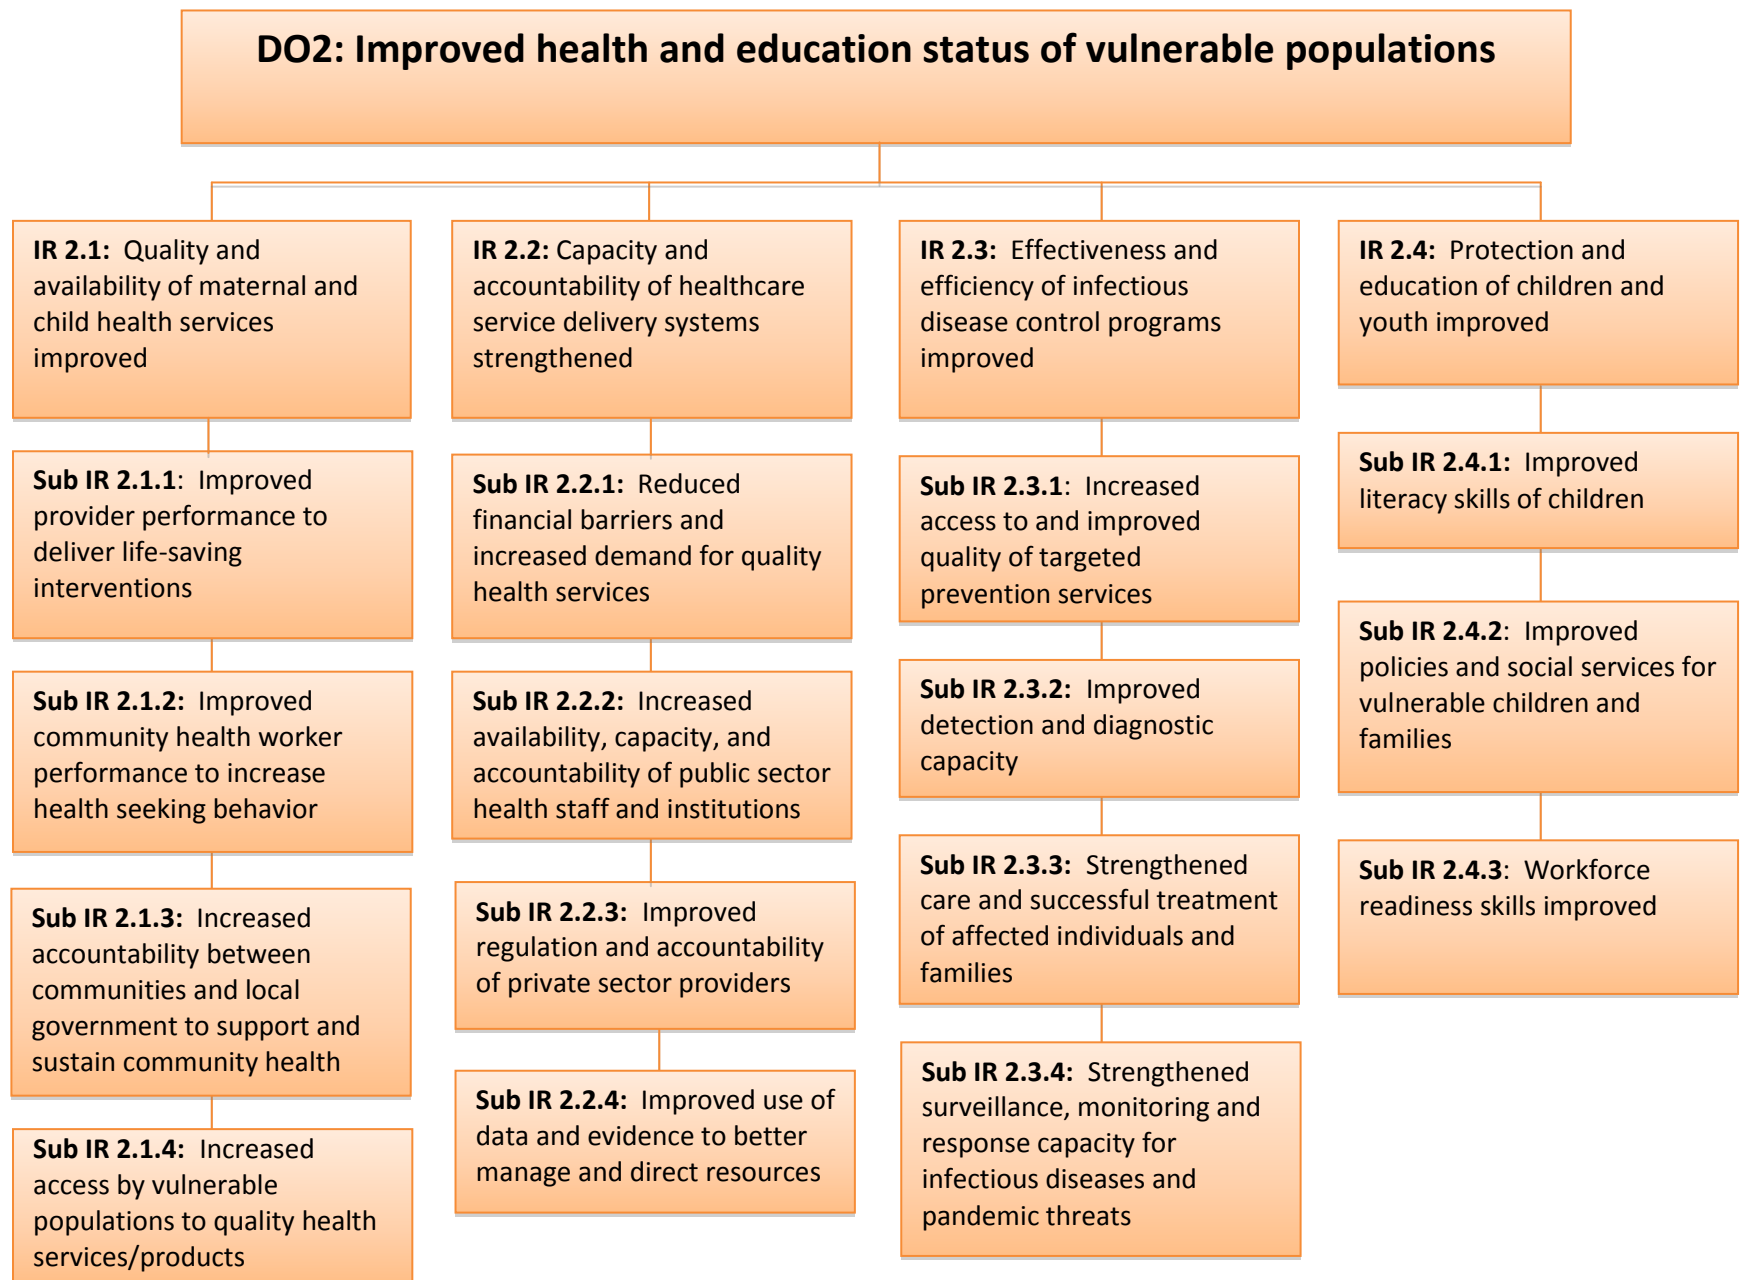 DO2: Improved health and education status of vulnerable populations
IR 2.1: Quality and
availability of maternal and
child health services
improved
Sub IR 2.1.1: Improved
provider performance to
deliver life-saving
interventions
Sub IR 2.1.2: Improved
community health worker
performance to increase
health seeking behavior
Sub IR 2.1.3: Increased
accountability between
communities and local
government to support and
sustain community health
Sub IR 2.1.4: Increased
access by vulnerable
populations to quality health
services/products
IR 2.2: Capacity and
accountability of healthcare
service delivery systems
strengthened
Sub IR 2.2.1: Reduced
financial barriers and
increased demand for quality
health services
Sub IR 2.2.2: Increased
availability, capacity, and
accountability of public sector
health staff and institutions
Sub IR 2.2.3: Improved
regulation and accountability
of private sector providers
Sub IR 2.2.4: Improved use of
data and evidence to better
manage and direct resources
IR 2.3: Effectiveness and
efficiency of infectious
disease control programs
improved
Sub IR 2.3.1: Increased
access to and improved
quality of targeted
prevention services
Sub IR 2.3.2: Improved
detection and diagnostic
capacity
Sub IR 2.3.3: Strengthened
care and successful treatment
of affected individuals and
families
Sub IR 2.3.4: Strengthened
surveillance, monitoring and
response capacity for
infectious diseases and
pandemic threats
IR 2.4: Protection and
education of children and
youth improved
Sub IR 2.4.1: Improved
literacy skills of children
Sub IR 2.4.2: Improved
policies and social services for
vulnerable children and
families
Sub IR 2.4.3: Workforce
readiness skills improved